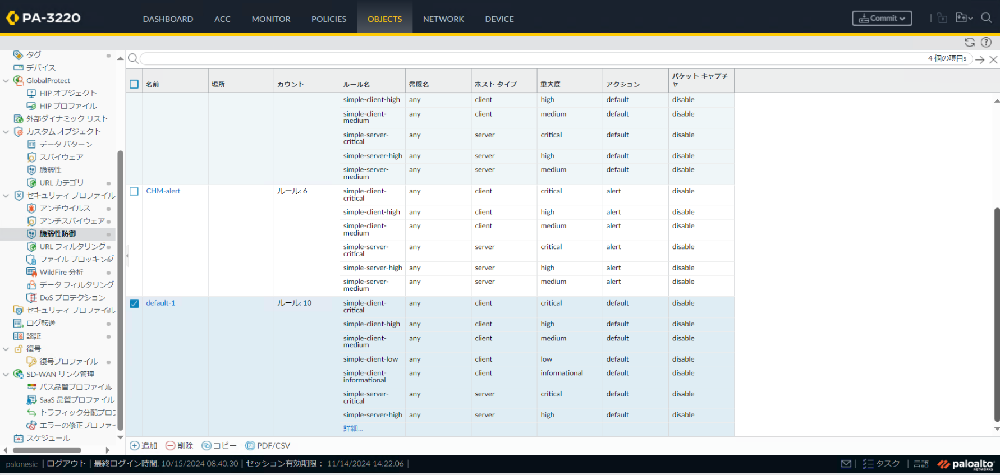 PA-3220
DASHBOARD ACC MONITOR POLICIES OBJECTS NETWORK DEVICE
Commit
タグ
デバイス
GlobalProtect
HIP オブジェクト
HIP プロファイル
外部ダイナミック リスト
カスタム オブジェクト
データ パターン
スパイウェア
脆弱性
URL カテゴリ
セキュリティ プロファイル
アンチウイルス
アンチスパイウェア
脆弱性防御
URL フィルタリング
ファイル ブロッキング
WildFire 分析
データ フィルタリング
DoS プロテクション
セキュリティ プロファイル
ログ転送
認証
復号
復号プロファイル
SD-WAN リンク管理
パス品質プロファイル
SaaS 品質プロファイル
トラフィック分配プロ
エラーの修正プロファ
スケジュール
4 個の項目s
名前 場所 カウント ルール名 脅威名 ホスト タイプ 重大度 アクション パケット キャプチ
ャ
simple-client-high any client high default disable
simple-client- any client medium default disable
medium
simple-server- any server critical default disable
critical
simple-server-high any server high default disable
simple-server- any server medium default disable
medium
CHM-alert ルール: 6 simple-client- any client critical alert disable
critical
simple-client-high any client high alert disable
simple-client- any client medium alert disable
medium
simple-server- any server critical alert disable
critical
simple-server-high any server high alert disable
simple-server- any server medium alert disable
medium
default-1 ルール: 10 simple-client- any client critical default disable
critical
simple-client-high any client high default disable
simple-client- any client medium default disable
medium
simple-client-low any client low default disable
simple-client- any client informational default disable
informational
simple-server- any server critical default disable
critical
simple-server-high any server high default disable
詳細...
追加 削除 コピー PDF/CSV
palonesic | ログアウト | 最終ログイン時間: 10/15/2024 08:40:30 | セッション有効期限： 11/14/2024 14:22:06 |
| タスク | 言語 paloalto
NETWORKS